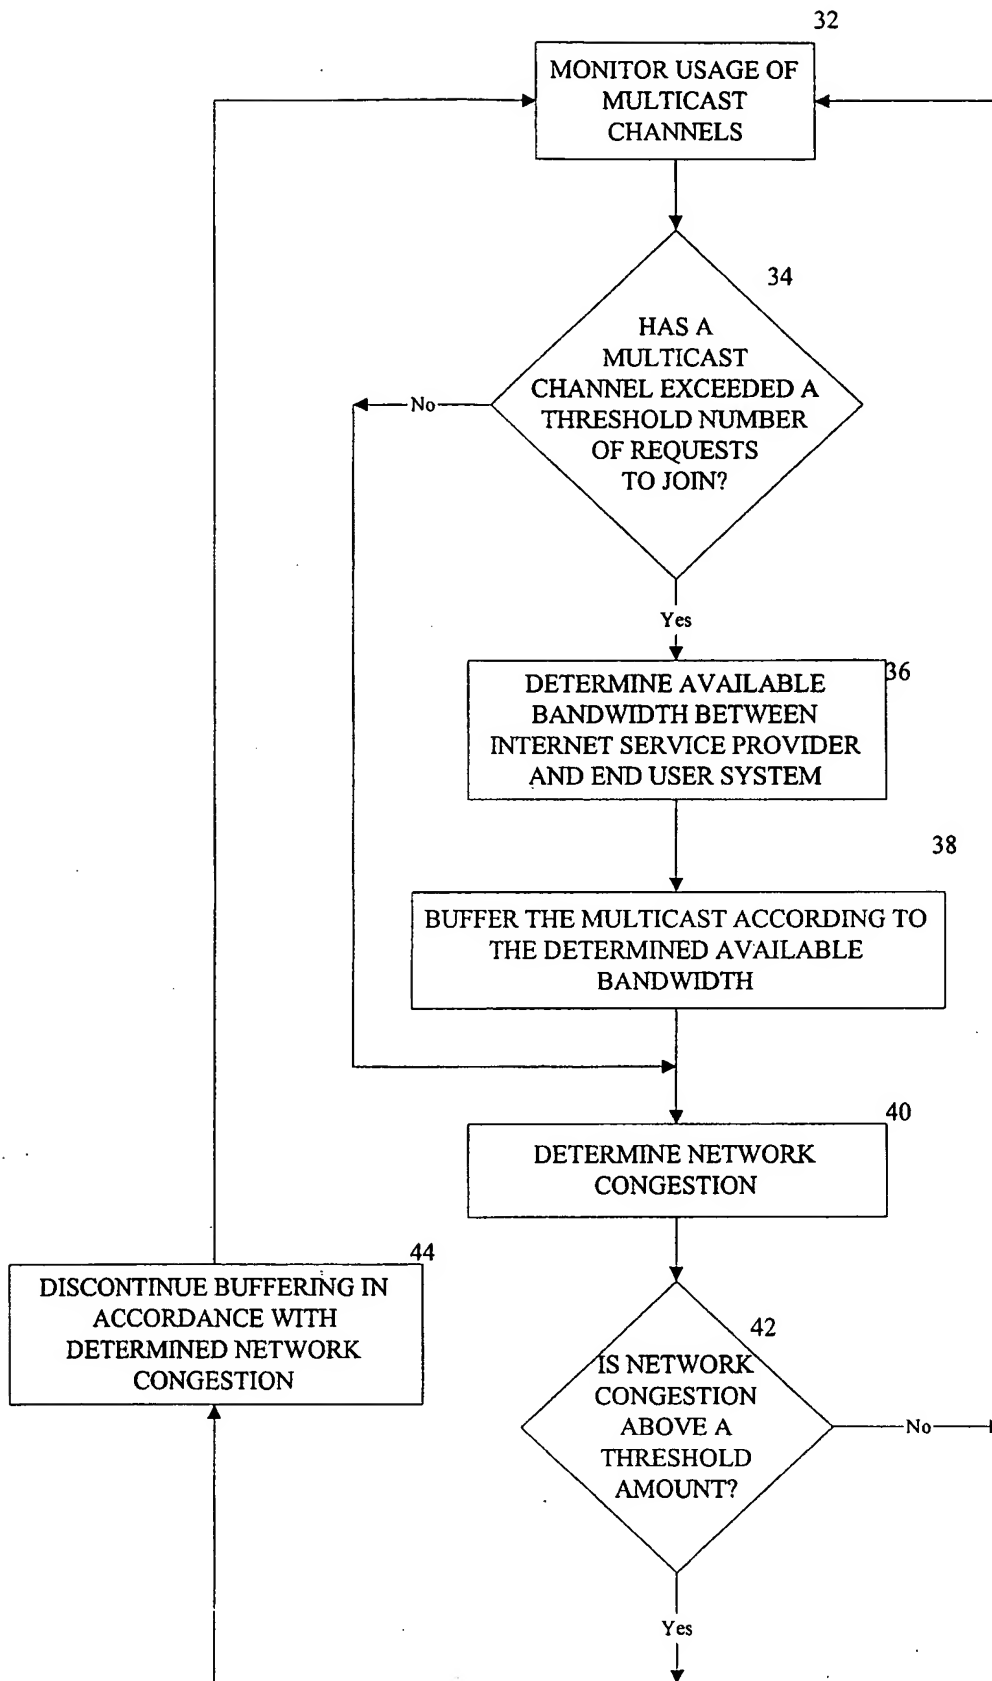 32
MONITOR USAGE OF
MULTICAST
CHANNELS
34
HAS A
MULTICAST
CHANNEL EXCEEDED A
THRESHOLD NUMBER
OF REQUESTS
TO JOIN?
No
Yes
36
DETERMINE AVAILABLE
BANDWIDTH BETWEEN
INTERNET SERVICE PROVIDER
AND END USER SYSTEM
38
BUFFER THE MULTICAST ACCORDING TO
THE DETERMINED AVAILABLE
BANDWIDTH
40
DETERMINE NETWORK
CONGESTION
44
DISCONTINUE BUFFERING IN
ACCORDANCE WITH
DETERMINED NETWORK
CONGESTION
42
IS NETWORK
CONGESTION
ABOVE A
THRESHOLD
AMOUNT?
No
Yes